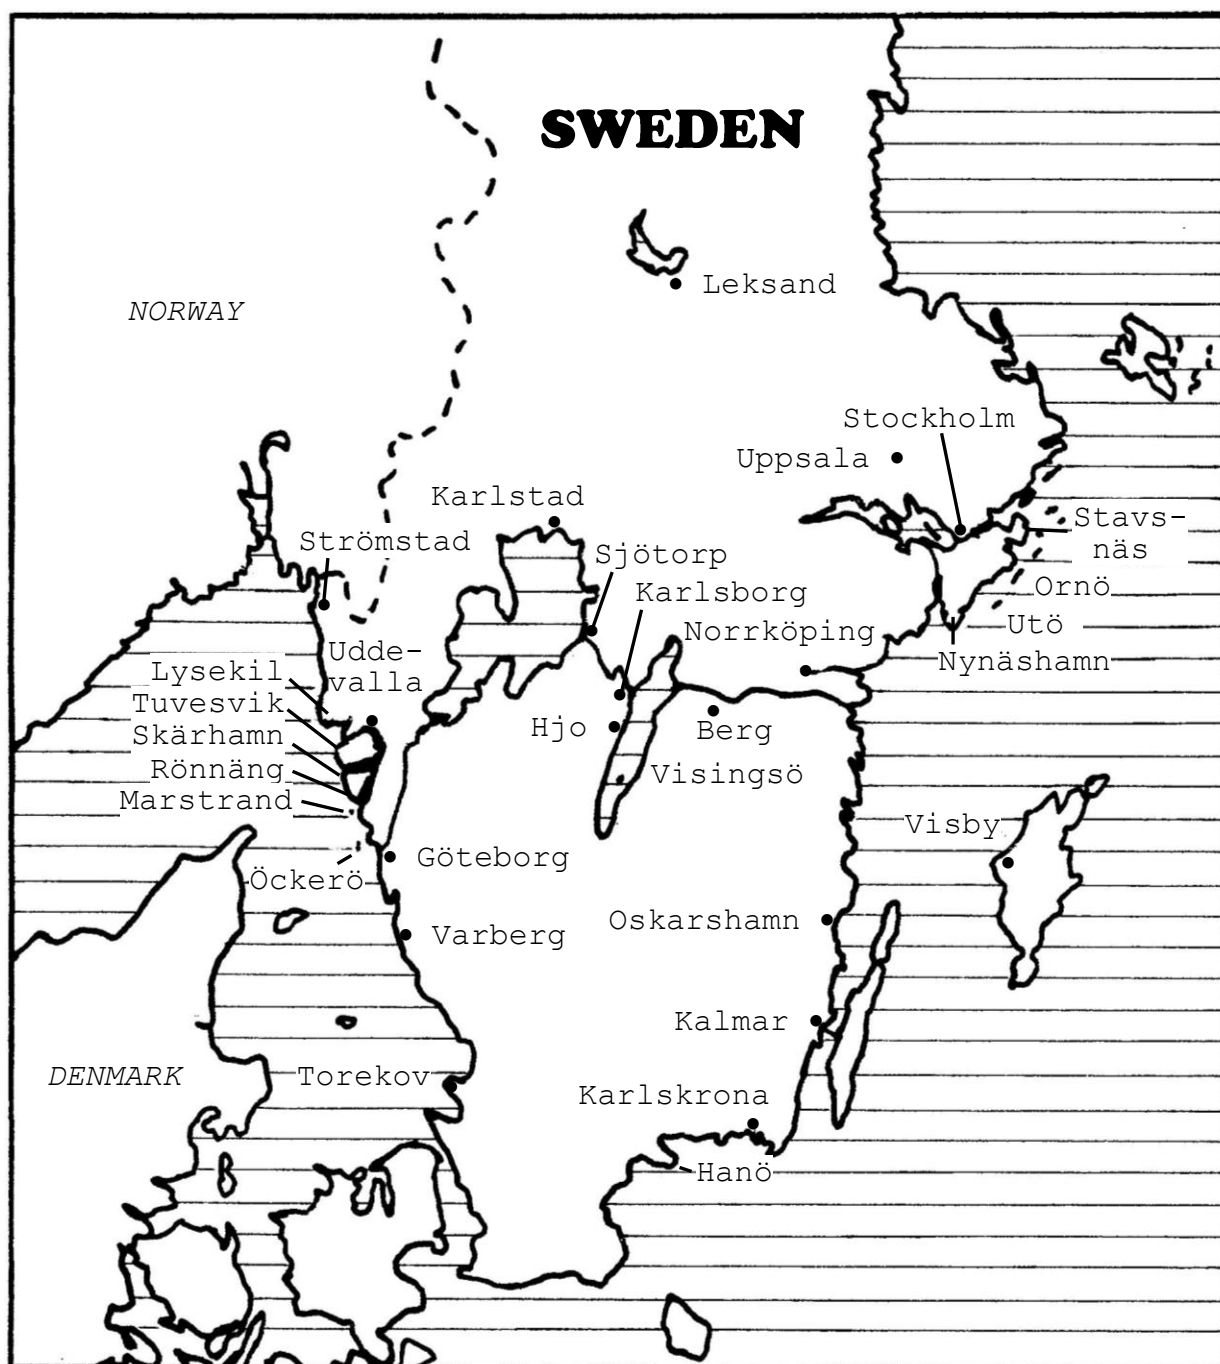 SWEDEN
Leksand
NORWAY
Stockholm
Uppsala
Karlstad
Stavs-
näs
Strömstad
Sjötorp
Karlsborg
Ornö
Utö
Norrköping
Nynäshamn
Udde-
valla
Lysekil
Tuvesvik
Skärhamn
Rönnäng
Marstrand
Hjo
Berg
Visingsö
Visby
Göteborg
Öckerö
Oskarshamn
Varberg
Kalmar
DENMARK
Torekov
Karlskrona
Hanö